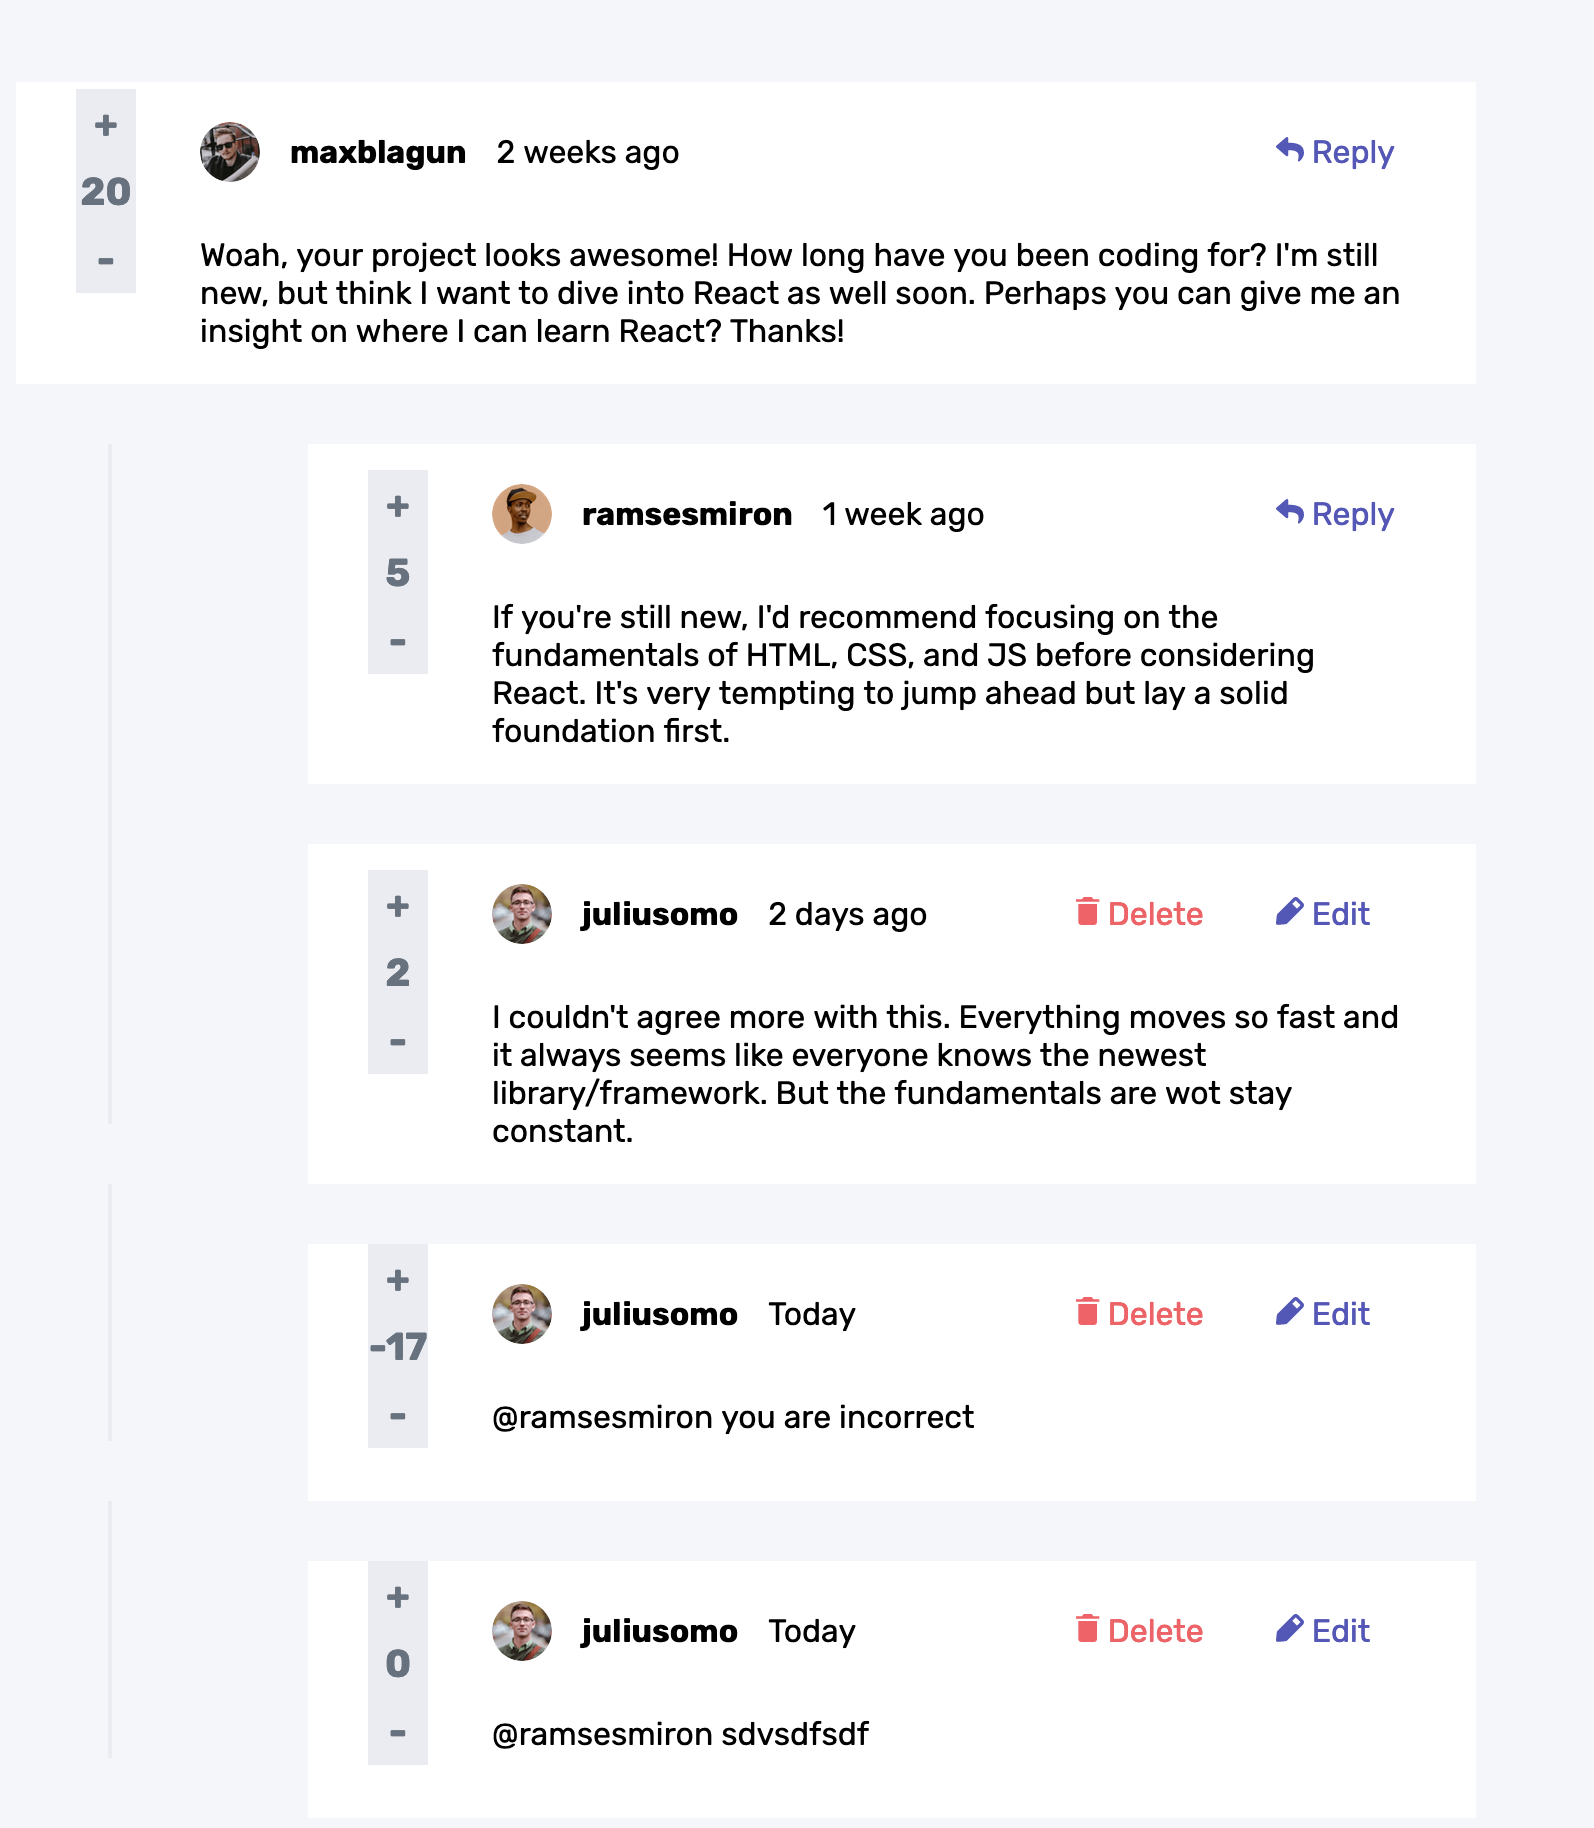 +
20
-
maxblagun 2 weeks ago Reply
Woah, your project looks awesome! How long have you been coding for? I'm still
new, but think I want to dive into React as well soon. Perhaps you can give me an
insight on where I can learn React? Thanks!
+
5
-
ramsesmiron 1 week ago Reply
If you're still new, I'd recommend focusing on the
fundamentals of HTML, CSS, and JS before considering
React. It's very tempting to jump ahead but lay a solid
foundation first.
+
2
-
juliusomo 2 days ago Delete Edit
I couldn't agree more with this. Everything moves so fast and
it always seems like everyone knows the newest
library/framework. But the fundamentals are wot stay
constant.
+
-17
-
juliusomo Today Delete Edit
@ramsesmiron you are incorrect
+
0
-
juliusomo Today Delete Edit
@ramsesmiron sdvsdfsdf